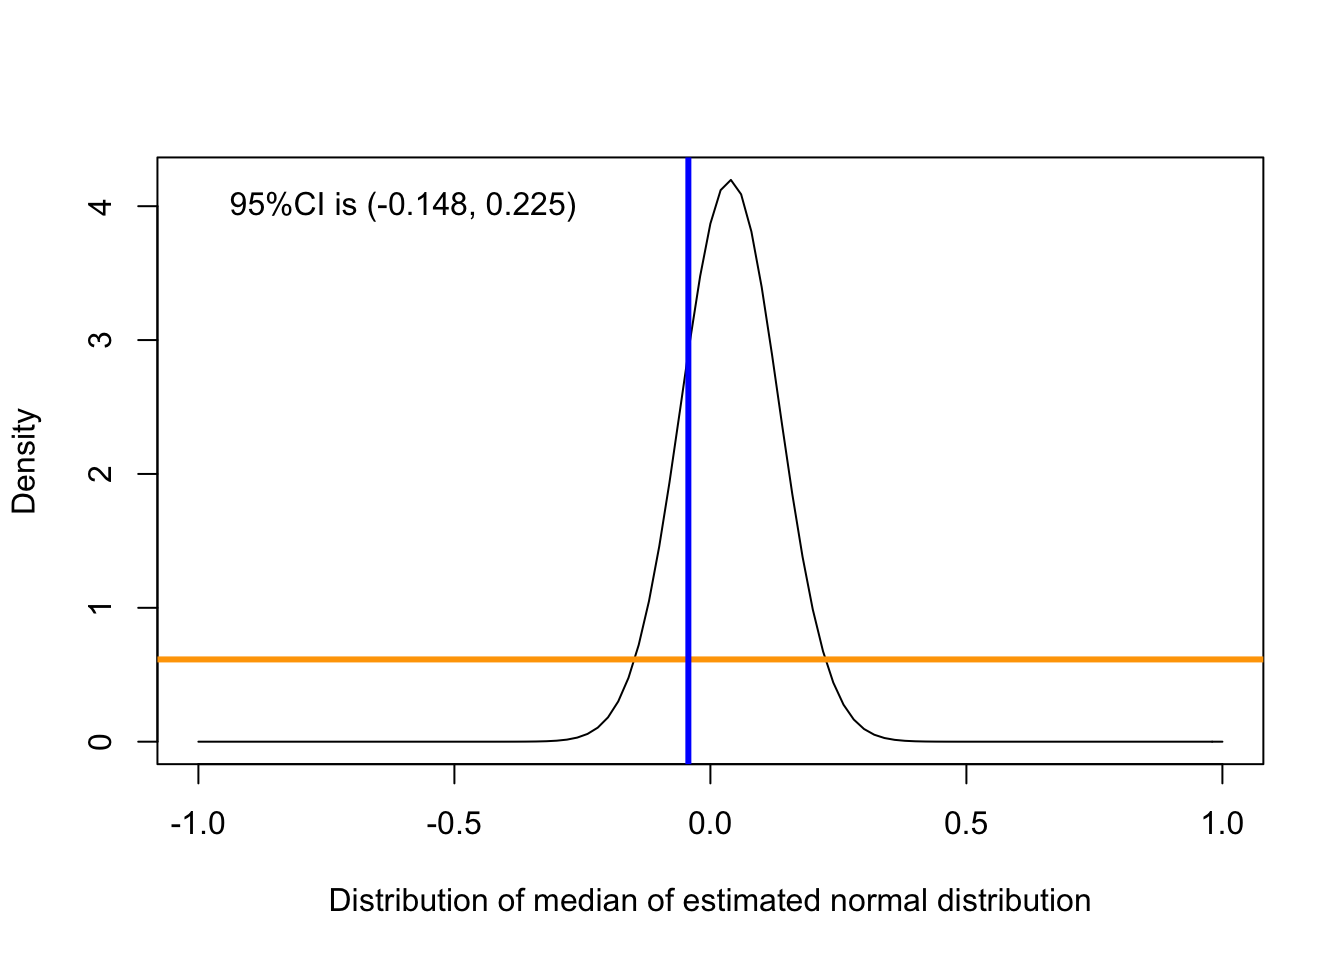 95%CI is (-0.148, 0.225)
Density
4
3
2
1
0
-1.0 -0.5 0.0 0.5 1.0
Distribution of median of estimated normal distribution